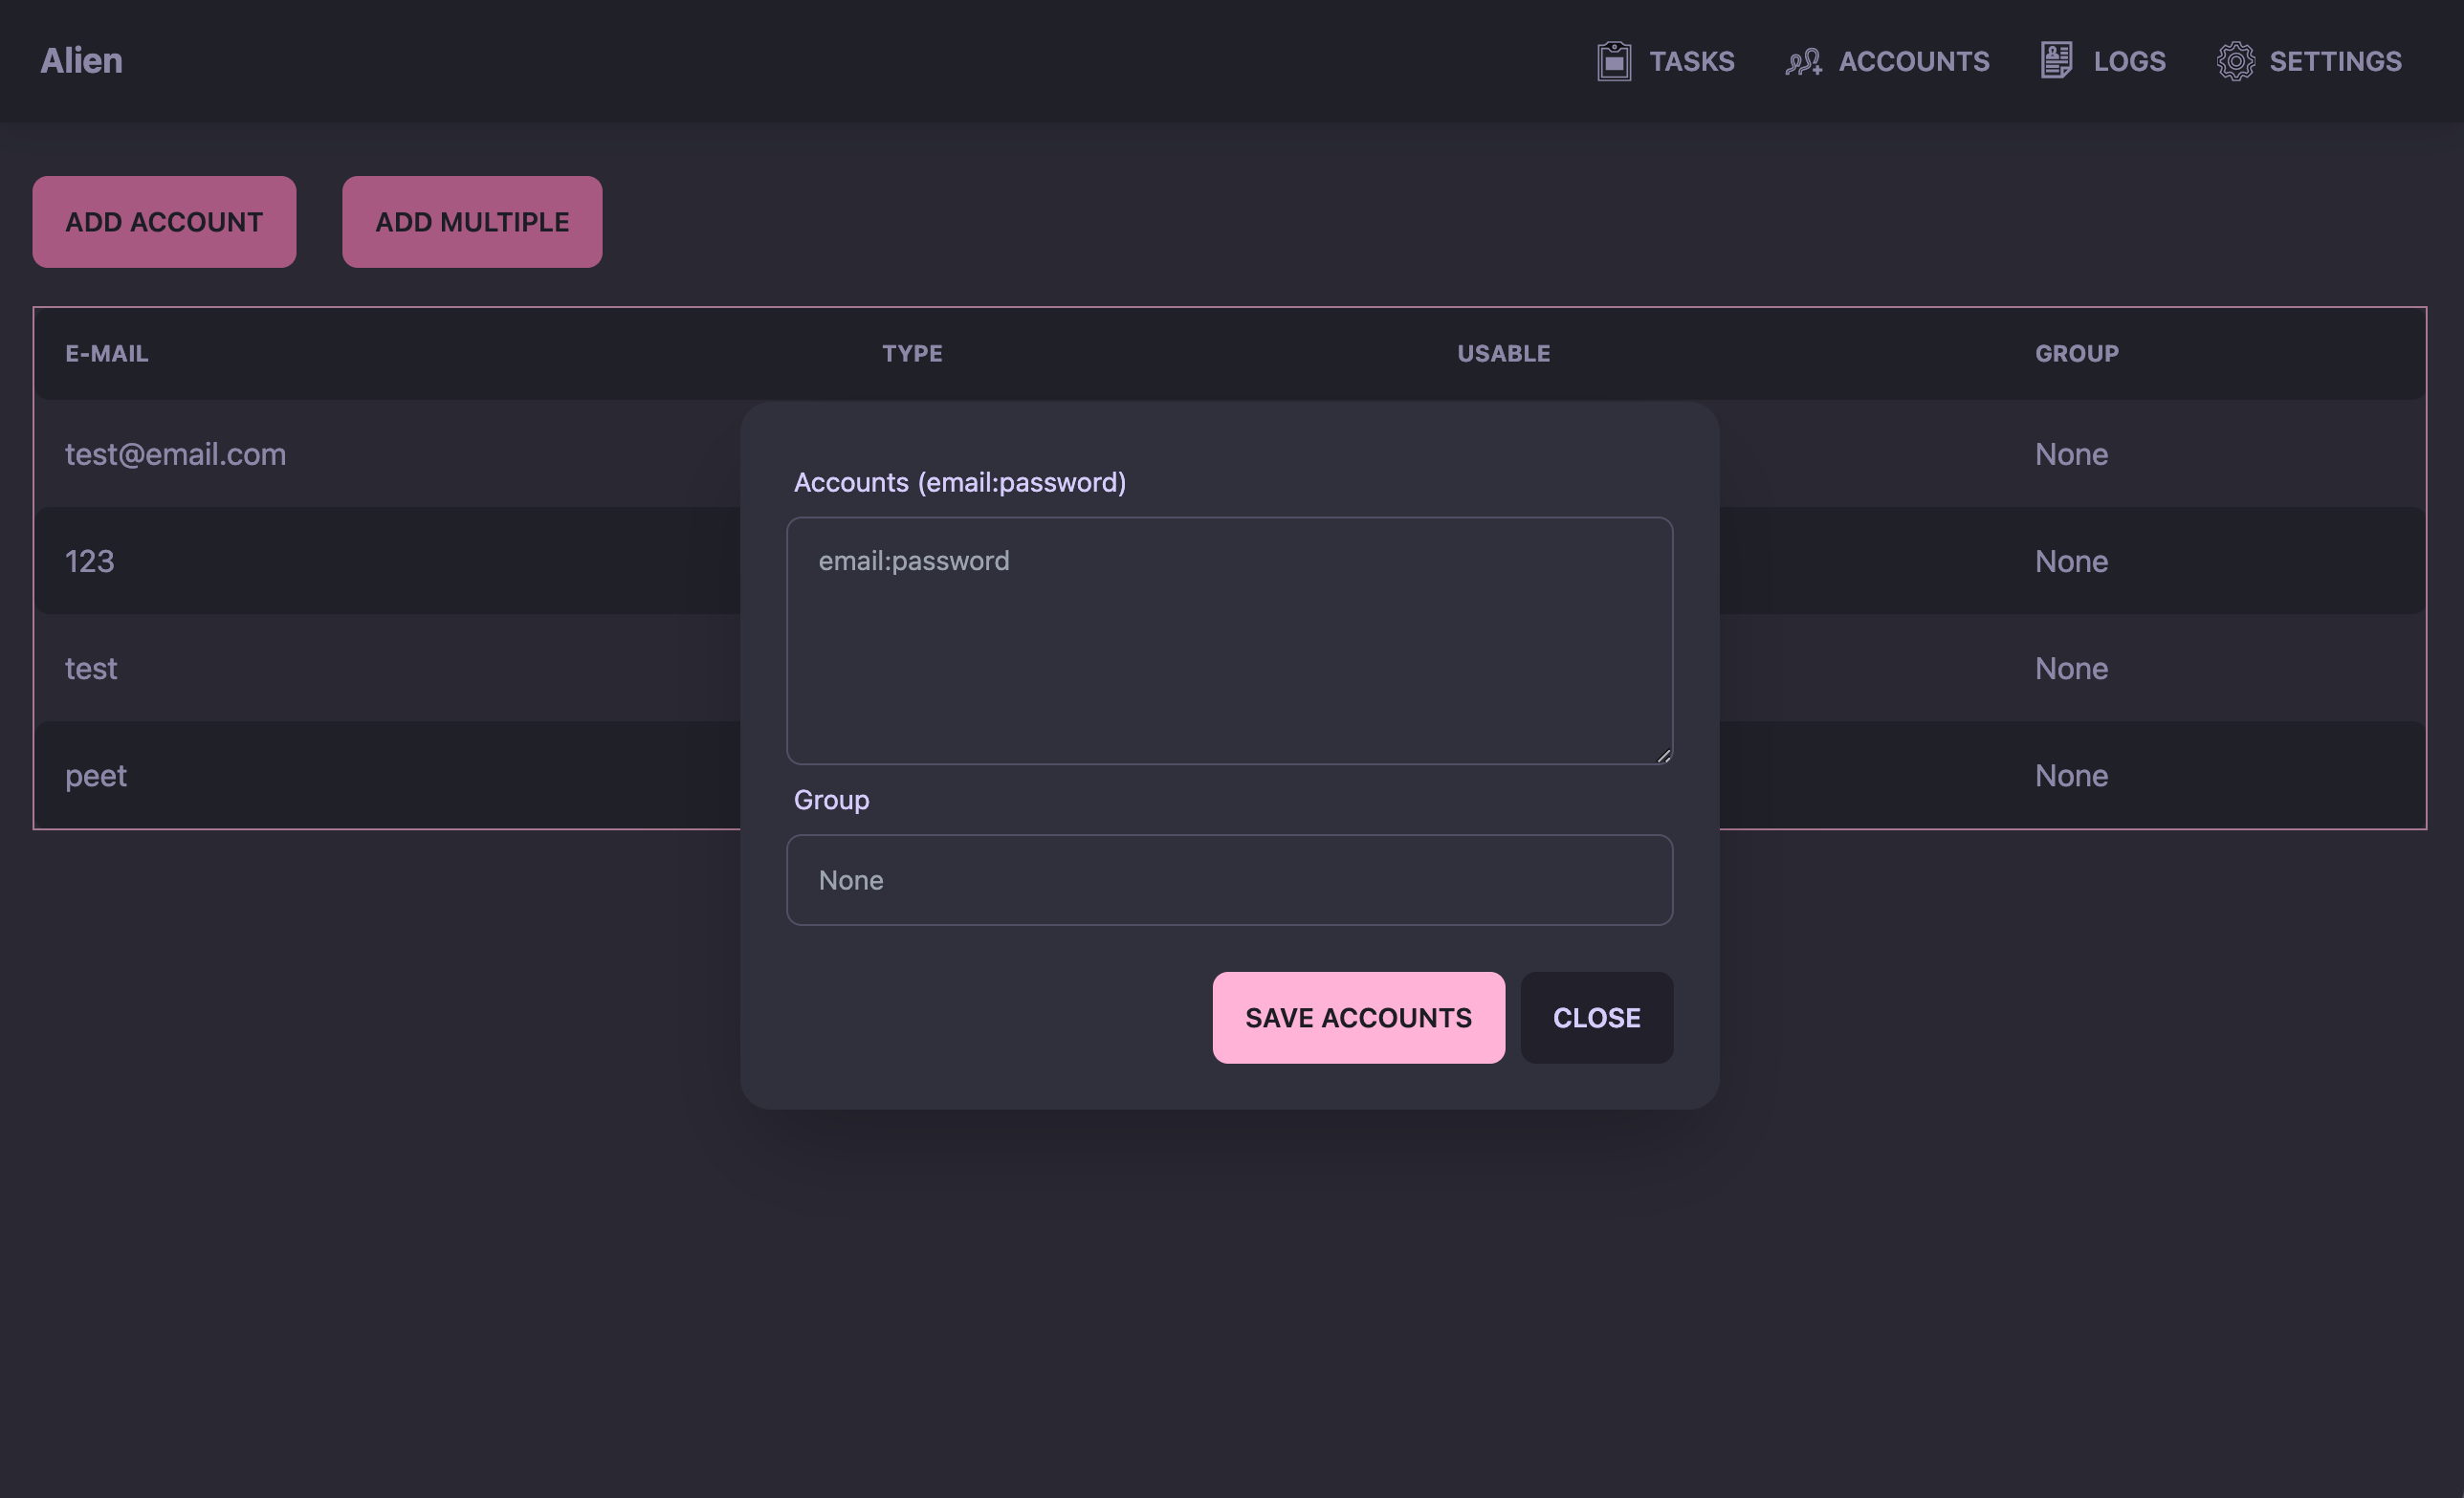 Alien
TASKS
ACCOUNTS
LOGS
SETTINGS
ADD ACCOUNT
ADD MULTIPLE
E-MAIL
TYPE
USABLE
GROUP
test@email.com
None
123
None
test
None
peet
None
Accounts (email:password)
email:password
Group
None
SAVE ACCOUNTS
CLOSE